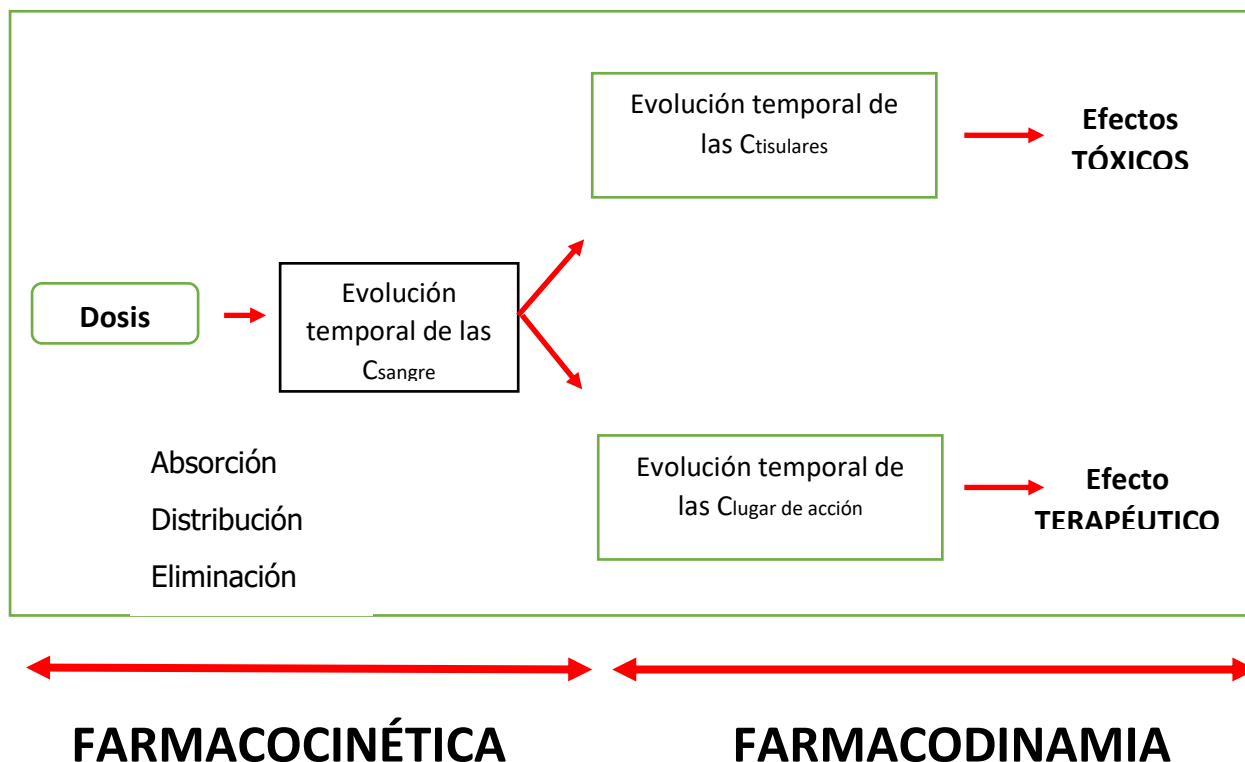 Evolución temporal de
las Ctisulares
Efectos
TÓXICOS
Dosis
Evolución
temporal de las
Csangre
Absorción
Distribución
Eliminación
Evolución temporal de
las Clugar de acción
Efecto
TERAPÉUTICO
FARMACOCINÉTICA
FARMACODINAMIA